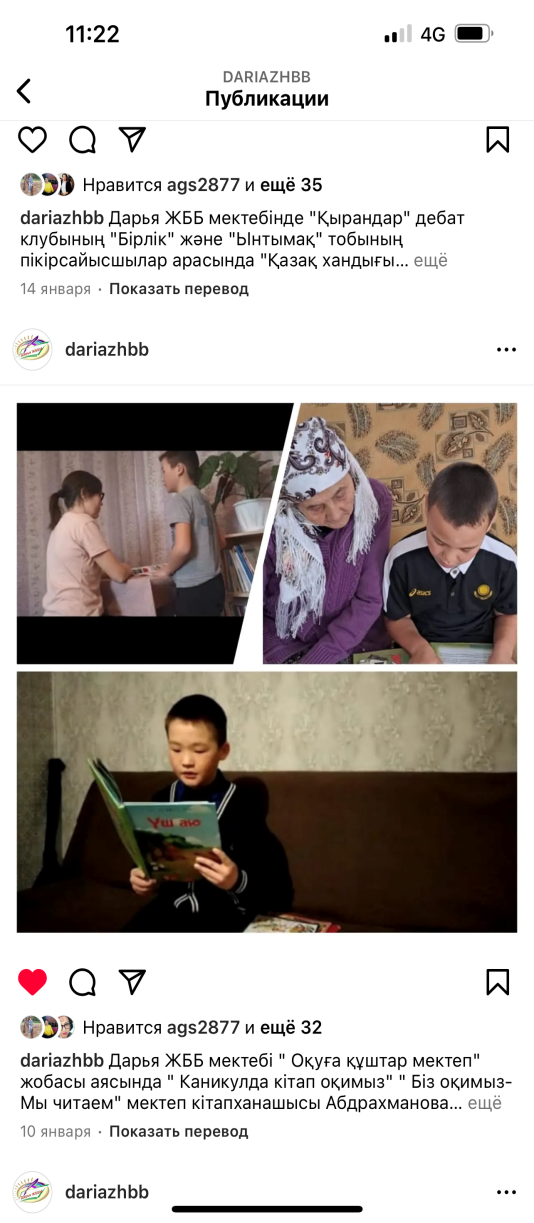 11:22
4G
DARIAZHBB
Публикации
Нравится ags2877 и ещё 35
dariazhbb Дарья ЖББ мектебінде "Қырандар" дебат
клубының "Бірлік" және "Ынтымақ" тобының
пікірсайысшылар арасында "Қазақ хандығы... ещё
14 января · Показать перевод
dariazhbb
asics
Үш аю
Нравится ags2877 и ещё 32
dariazhbb Дарья ЖББ мектебі " Оқуға құштар мектеп"
жобасы аясында " Каникулда кітап оқимыз" " Біз оқимыз-
Мы читаем" мектеп кітапханашысы Абдрахманова... ещё
10 января · Показать перевод
dariazhbb